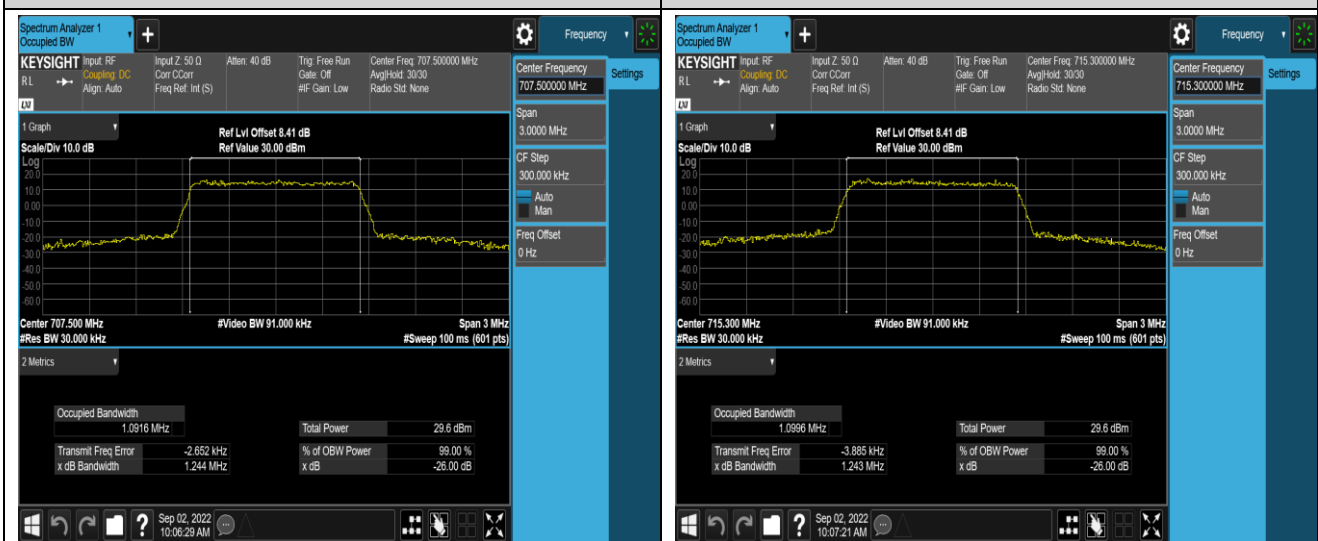 Spectrum Analyzer 1
Occupied BW
+
Frequency
KEYSIGHT
RL
LXI
Input: RF
Coupling: DC
Align: Auto
Input Z: 50 Ω
Corr CCorr
Freq Ref: Int (S)
Atten: 40 dB
Trig: Free Run
Gate: Off
#IF Gain: Low
Center Freq: 707.500000 MHz
Avg|Hold: 30/30
Radio Std: None
Center Frequency
707.500000 MHz
Settings
Span
3.0000 MHz
CF Step
300.000 kHz
Auto
Man
Freq Offset
0 Hz
1 Graph
Ref Lvl Offset 8.41 dB
Scale/Div 10.0 dB
Ref Value 30.00 dBm
Log
20.0
10.0
0.00
-10.0
-20.0
-30.0
-40.0
-50.0
-60.0
Center 707.500 MHz
#Video BW 91.000 kHz
Span 3 MHz
#Res BW 30.000 kHz
#Sweep 100 ms (601 pts)
2 Metrics
Occupied Bandwidth
1.0916 MHz
Total Power 29.6 dBm
Transmit Freq Error -2.652 kHz
% of OBW Power 99.00 %
x dB Bandwidth 1.244 MHz
x dB -26.00 dB
?
Sep 02, 2022
10:06:29 AM
Spectrum Analyzer 1
Occupied BW
+
Frequency
KEYSIGHT
RL
LXI
Input: RF
Coupling: DC
Align: Auto
Input Z: 50 Ω
Corr CCorr
Freq Ref: Int (S)
Atten: 40 dB
Trig: Free Run
Gate: Off
#IF Gain: Low
Center Freq: 715.300000 MHz
Avg|Hold: 30/30
Radio Std: None
Center Frequency
715.300000 MHz
Settings
Span
3.0000 MHz
CF Step
300.000 kHz
Auto
Man
Freq Offset
0 Hz
1 Graph
Ref Lvl Offset 8.41 dB
Scale/Div 10.0 dB
Ref Value 30.00 dBm
Log
20.0
10.0
0.00
-10.0
-20.0
-30.0
-40.0
-50.0
-60.0
Center 715.300 MHz
#Video BW 91.000 kHz
Span 3 MHz
#Res BW 30.000 kHz
#Sweep 100 ms (601 pts)
2 Metrics
Occupied Bandwidth
1.0996 MHz
Total Power 29.6 dBm
Transmit Freq Error -3.885 kHz
% of OBW Power 99.00 %
x dB Bandwidth 1.243 MHz
x dB -26.00 dB
?
Sep 02, 2022
10:07:21 AM